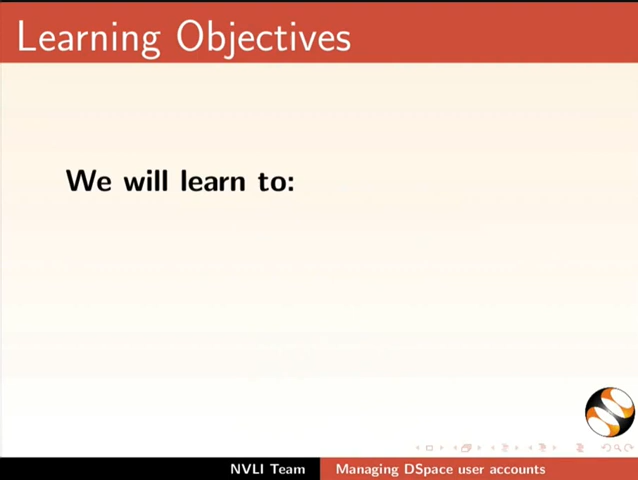 Learning Objectives
We will learn to:
NVLI Team Managing DSpace user accounts